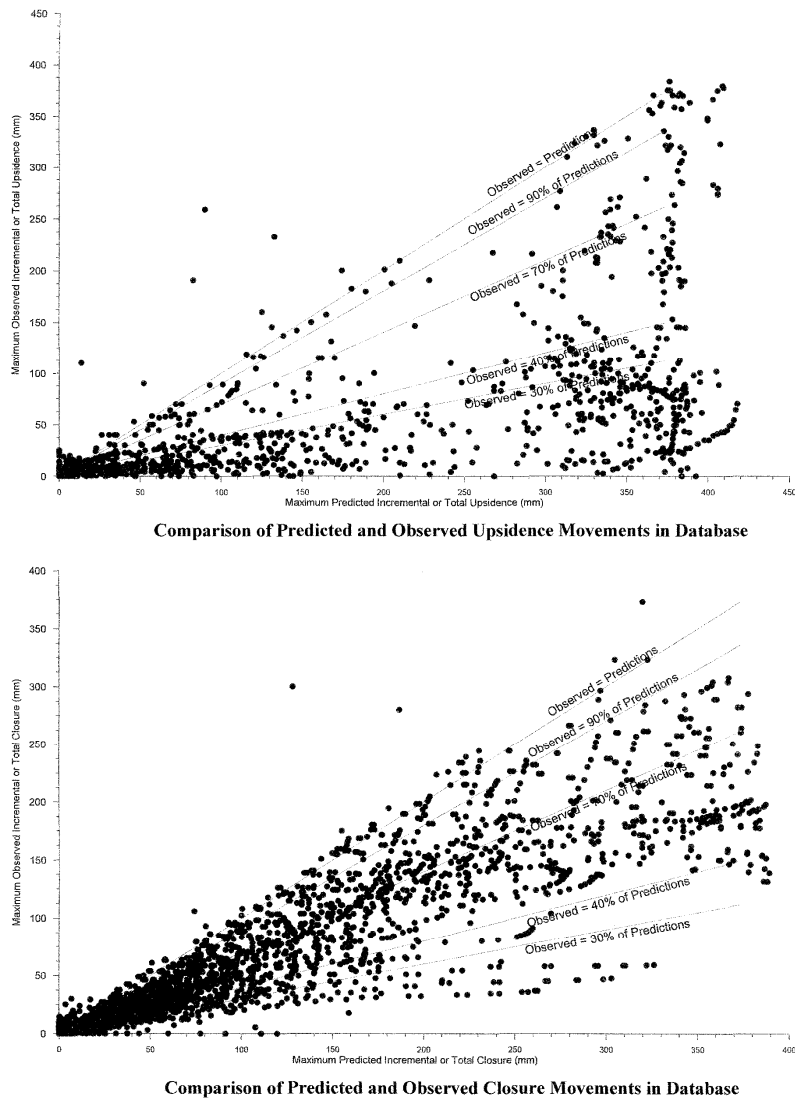 450
400
350
300
250
200
150
100
50
0
Maximum Observed Incremental or Total Upsidence (mm)
Observed = Predictions
Observed = 90% of Predictions
Observed = 70% of Predictions
Observed = 40% of Predictions
Observed = 30% of Predictions
0 50 100 150 200 250 300 350 400 450
Maximum Predicted Incremental or Total Upsidence (mm)
Comparison of Predicted and Observed Upsidence Movements in Database
400
350
300
250
200
150
100
50
0
Maximum Observed Incremental or Total Closure (mm)
Observed = Predictions
Observed = 90% of Predictions
Observed = 70% of Predictions
Observed = 40% of Predictions
Observed = 30% of Predictions
0 50 100 150 200 250 300 350 400
Maximum Predicted Incremental or Total Closure (mm)
Comparison of Predicted and Observed Closure Movements in Database